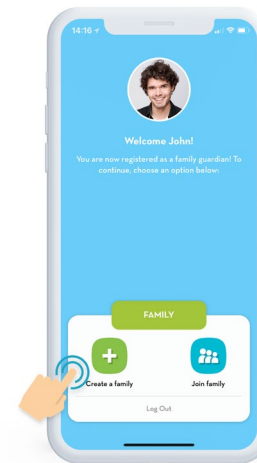 14:16
Welcome John!
You are now registered as a family guardian! To
continue, choose an option below:
FAMILY
Create a family
Join family
Log Out